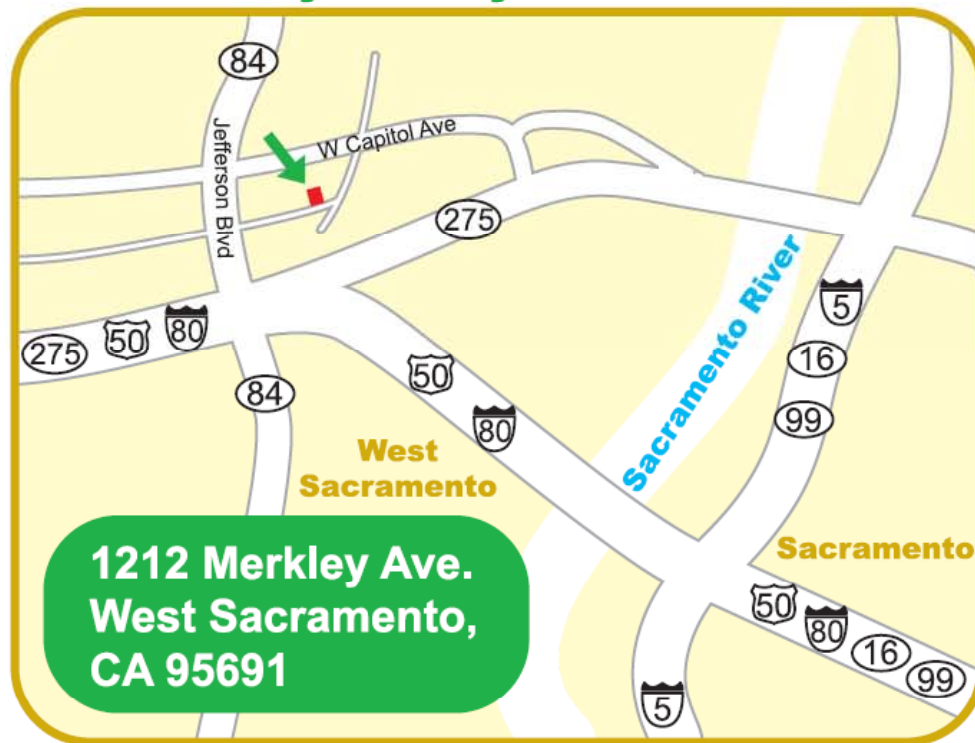 84
W Capitol Ave
Jefferson Blvd
275
5
275
50
80
16
50
84
99
80
West
Sacramento
Sacramento River
Sacramento
1212 Merkley Ave.
West Sacramento,
CA 95691
50
80
16
99
5